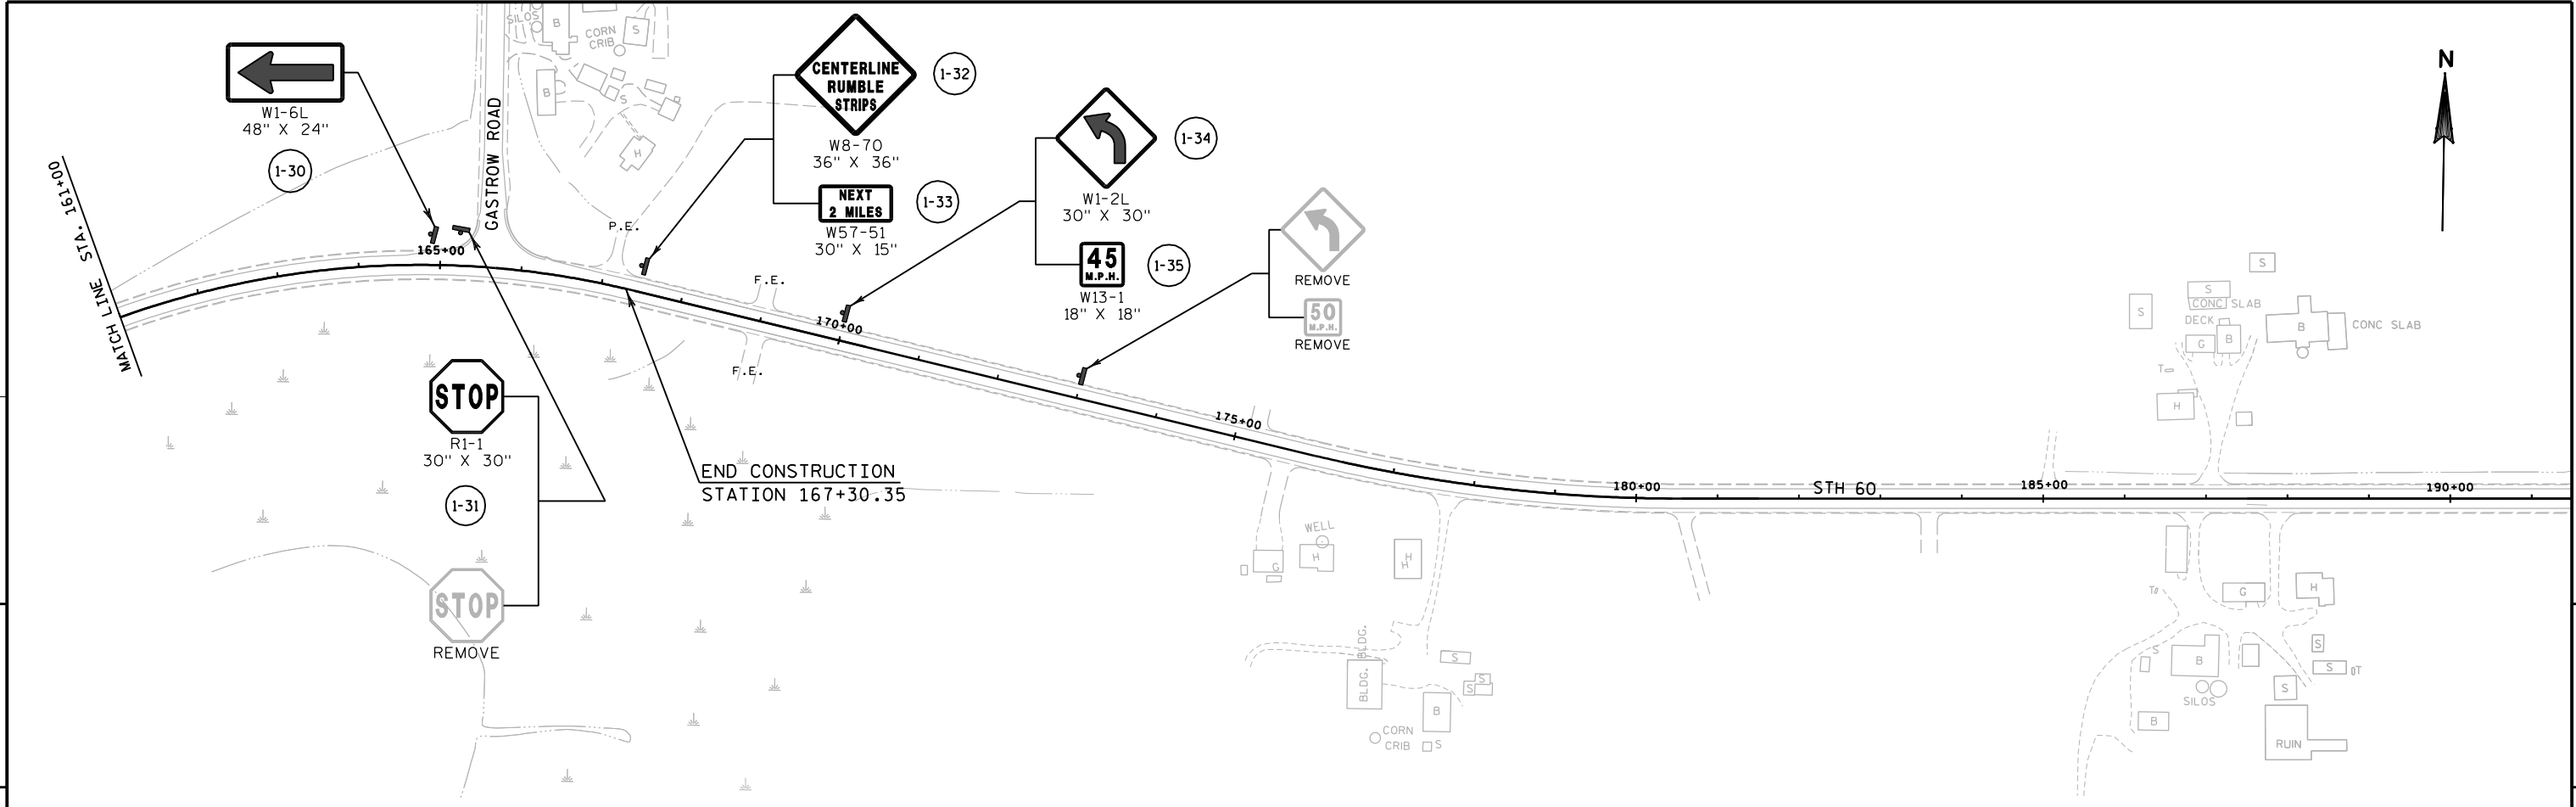 W1-6L
48" X 24"
1-30
MATCH LINE STA. 161+00
GASTROW ROAD
SILOS
B
CORN
CRIB
S
B
S
H
CENTERLINE
RUMBLE
STRIPS
1-32
W8-70
36" X 36"
NEXT
2 MILES
1-33
W57-51
30" X 15"
P.E.
165+00
1-34
W1-2L
30" X 30"
45
M.P.H.
1-35
W13-1
18" X 18"
REMOVE
50
M.P.H.
REMOVE
N
F.E.
170+00
F.E.
STOP
R1-1
30" X 30"
1-31
STOP
REMOVE
END CONSTRUCTION
STATION 167+30.35
175+00
180+00
STH 60
185+00
190+00
S
S
CONC SLAB
S
DECK
G
B
B
CONC SLAB
T
H
WELL
G
H
H
H
BLDG.
BLDG.
S
S
S
B
CORN
CRIB
S
T
G
H
S
B
S
S
T
S
SILOS
B
RUIN